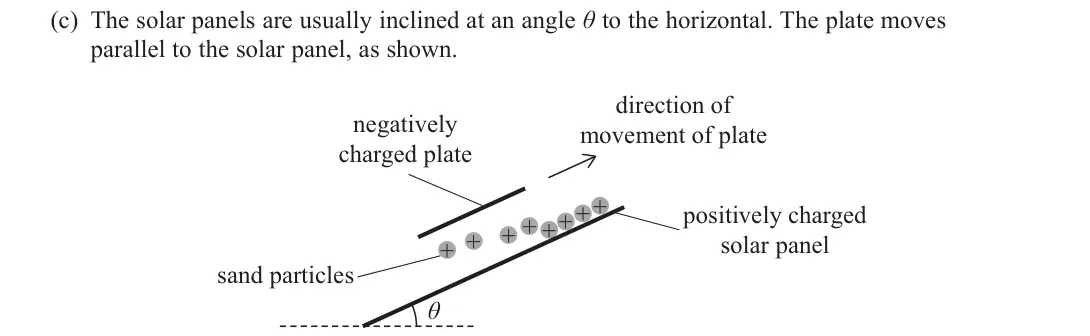 (c) The solar panels are usually inclined at an angle θ to the horizontal. The plate moves
parallel to the solar panel, as shown.
direction of
movement of plate
negatively
charged plate
positively charged
solar panel
sand particles
θ